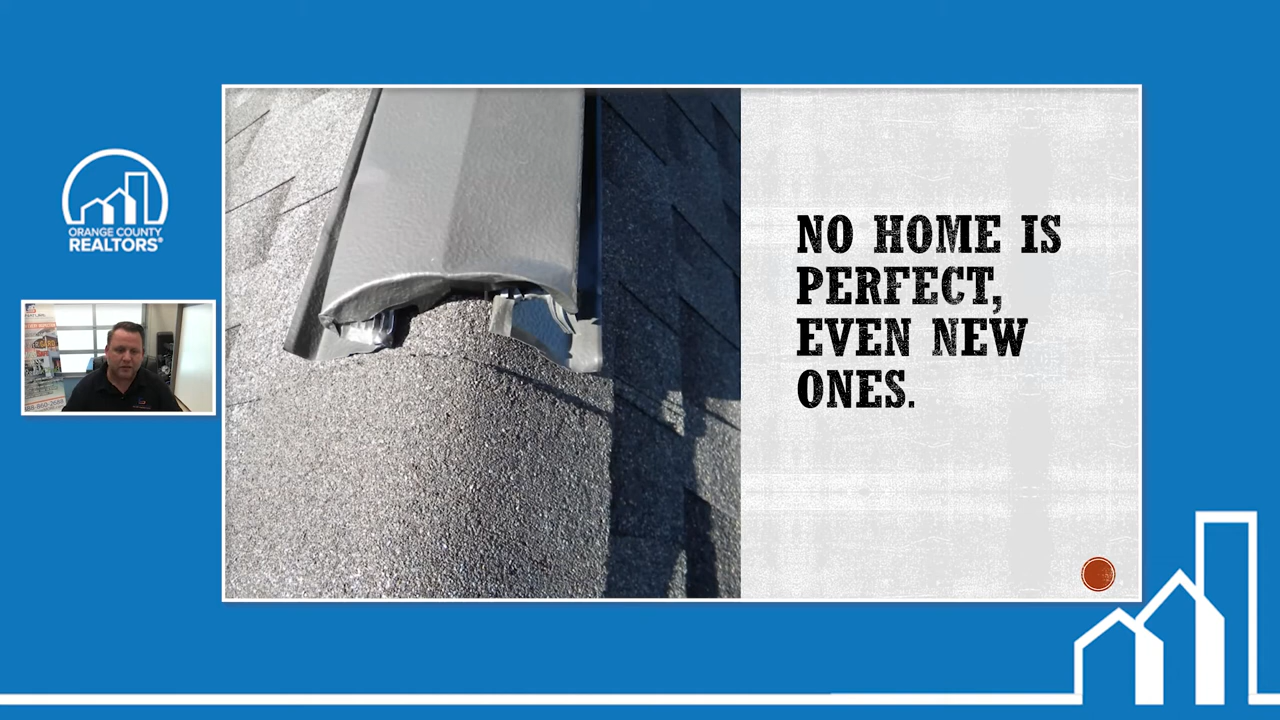 ORANGE COUNTY
REALTORS®
NO HOME IS
PERFECT,
EVEN NEW
ONES.